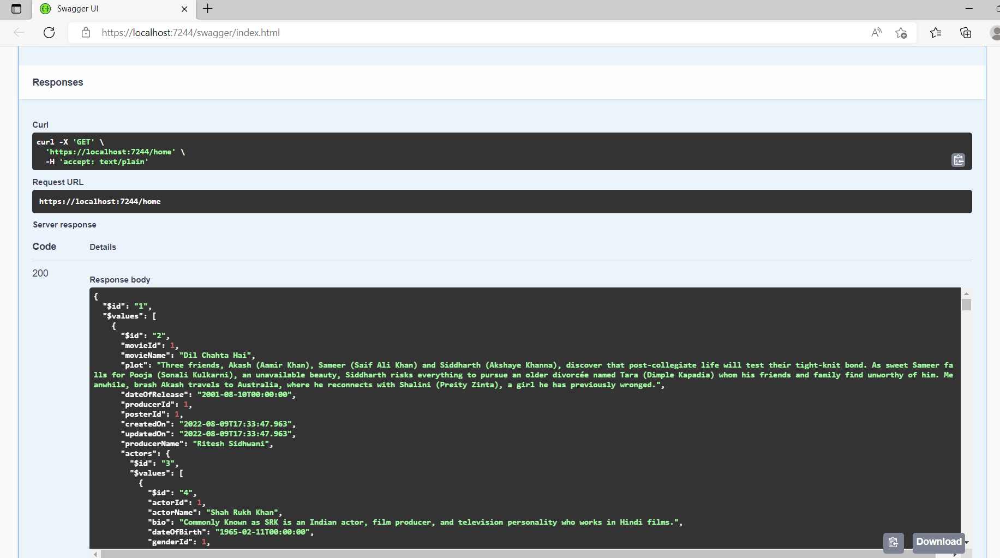 Swagger UI
https://localhost:7244/swagger/index.html
Responses
Curl
curl -X 'GET' \
  'https://localhost:7244/home' \
  -H 'accept: text/plain'
Request URL
https://localhost:7244/home
Server response
Code Details
200
Response body
{
  "$id": "1",
  "$values": [
    {
      "$id": "2",
      "movieId": 1,
      "movieName": "Dil Chahta Hai",
      "plot": "Three friends, Akash (Aamir Khan), Sameer (Saif Ali Khan) and Siddharth (Akshaye Khanna), discover that post-collegiate life will test their tight-knit bond. As sweet Sameer fa
lls for Pooja (Sonali Kulkarni), an unavailable beauty, Siddharth risks everything to pursue an older divorcée named Tara (Dimple Kapadia) whom his friends and family find unworthy of him. Me
anwhile, brash Akash travels to Australia, where he reconnects with Shalini (Preity Zinta), a girl he has previously wronged.",
      "dateOfRelease": "2001-08-10T00:00:00",
      "producerId": 1,
      "posterId": 1,
      "createdOn": "2022-08-09T17:33:47.963",
      "updatedOn": "2022-08-09T17:33:47.963",
      "producerName": "Ritesh Sidhwani",
      "actors": {
        "$id": "3",
        "$values": [
          {
            "$id": "4",
            "actorId": 1,
            "actorName": "Shah Rukh Khan",
            "bio": "Commonly Known as SRK is an Indian actor, film producer, and television personality who works in Hindi films.",
            "dateOfBirth": "1965-02-11T00:00:00",
            "genderId": 1,
Download